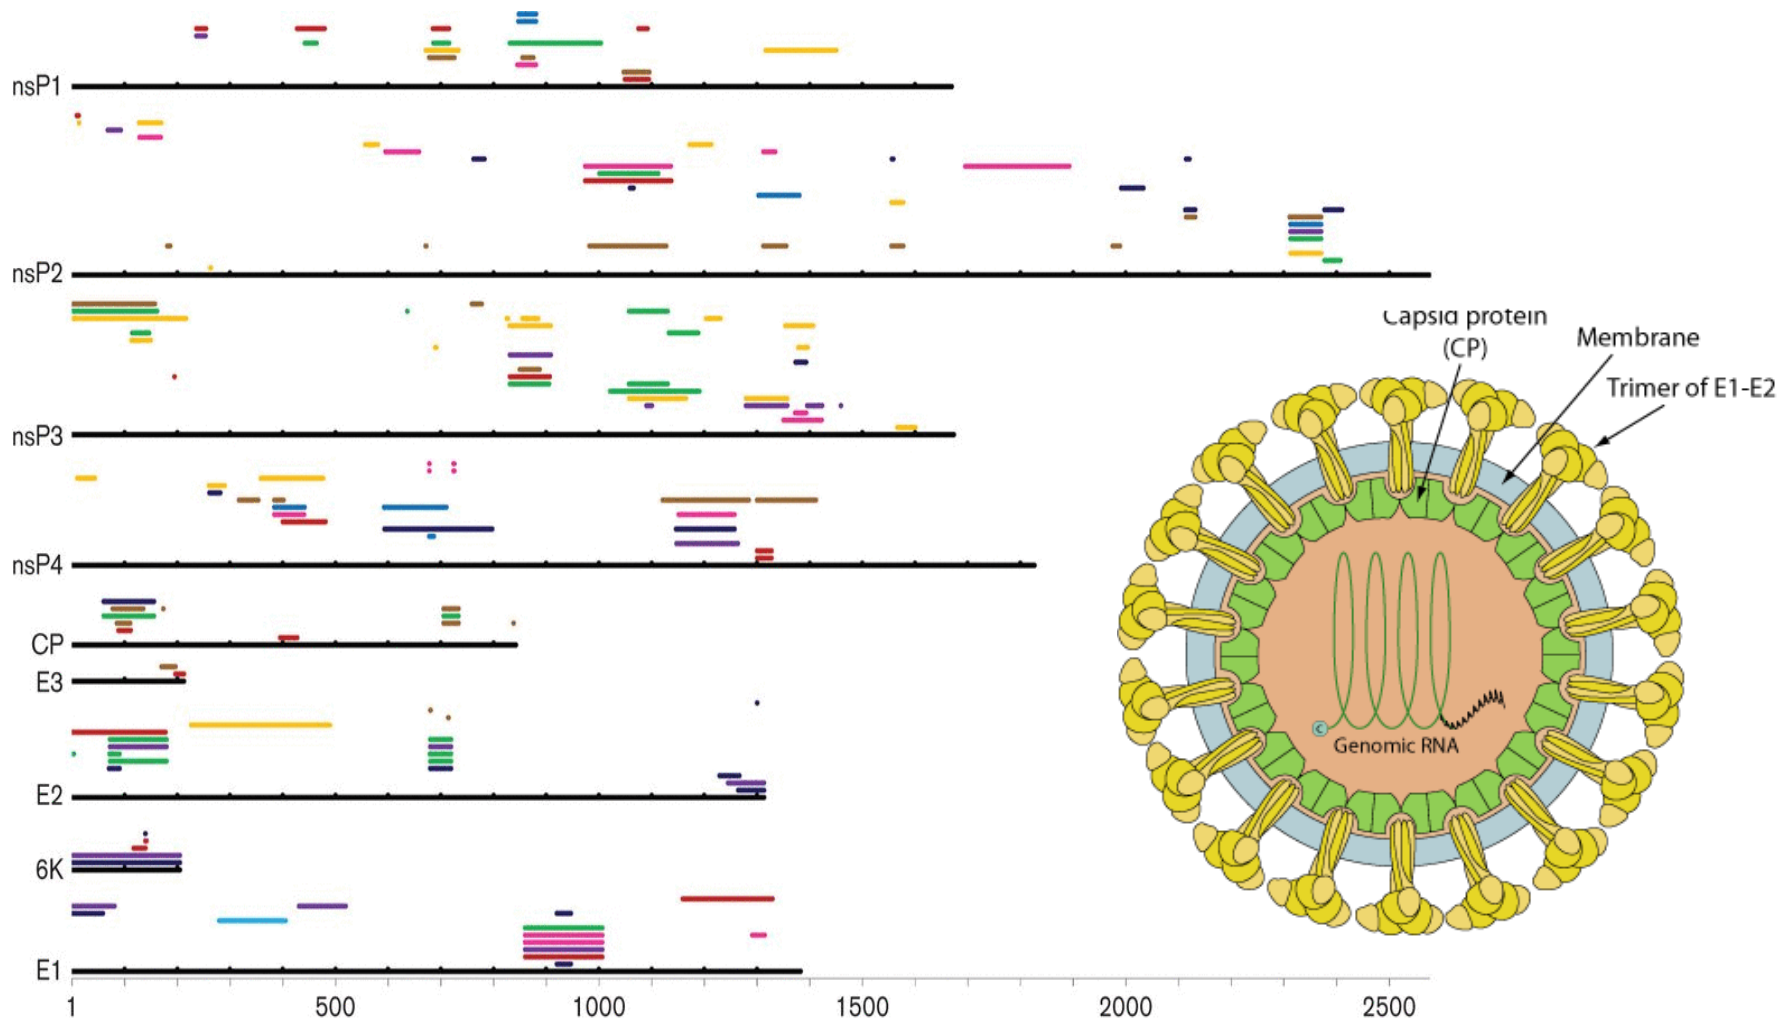 nsP1
nsP2
nsP3
nsP4
CP
E3
E2
6K
E1
1 500 1000 1500 2000 2500
Capsid protein
(CP)
Membrane
Trimer of E1-E2
C
Genomic RNA